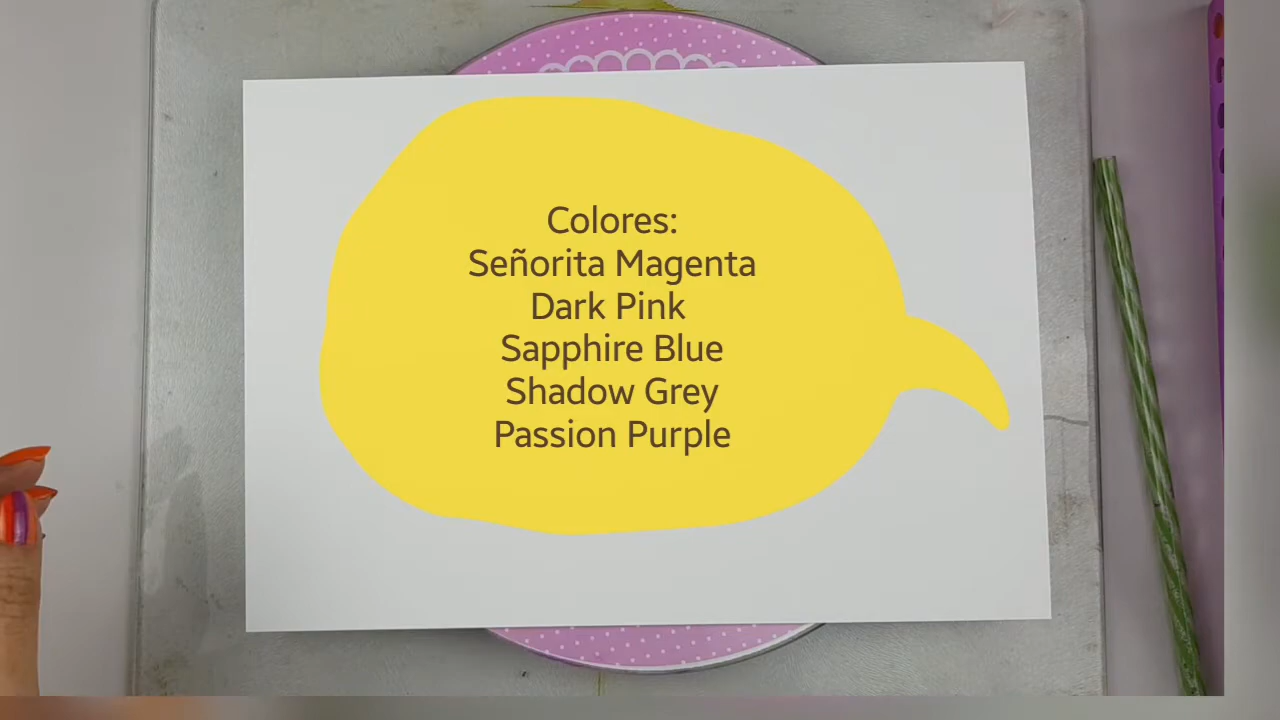 Colores:
Señorita Magenta
Dark Pink
Sapphire Blue
Shadow Grey
Passion Purple